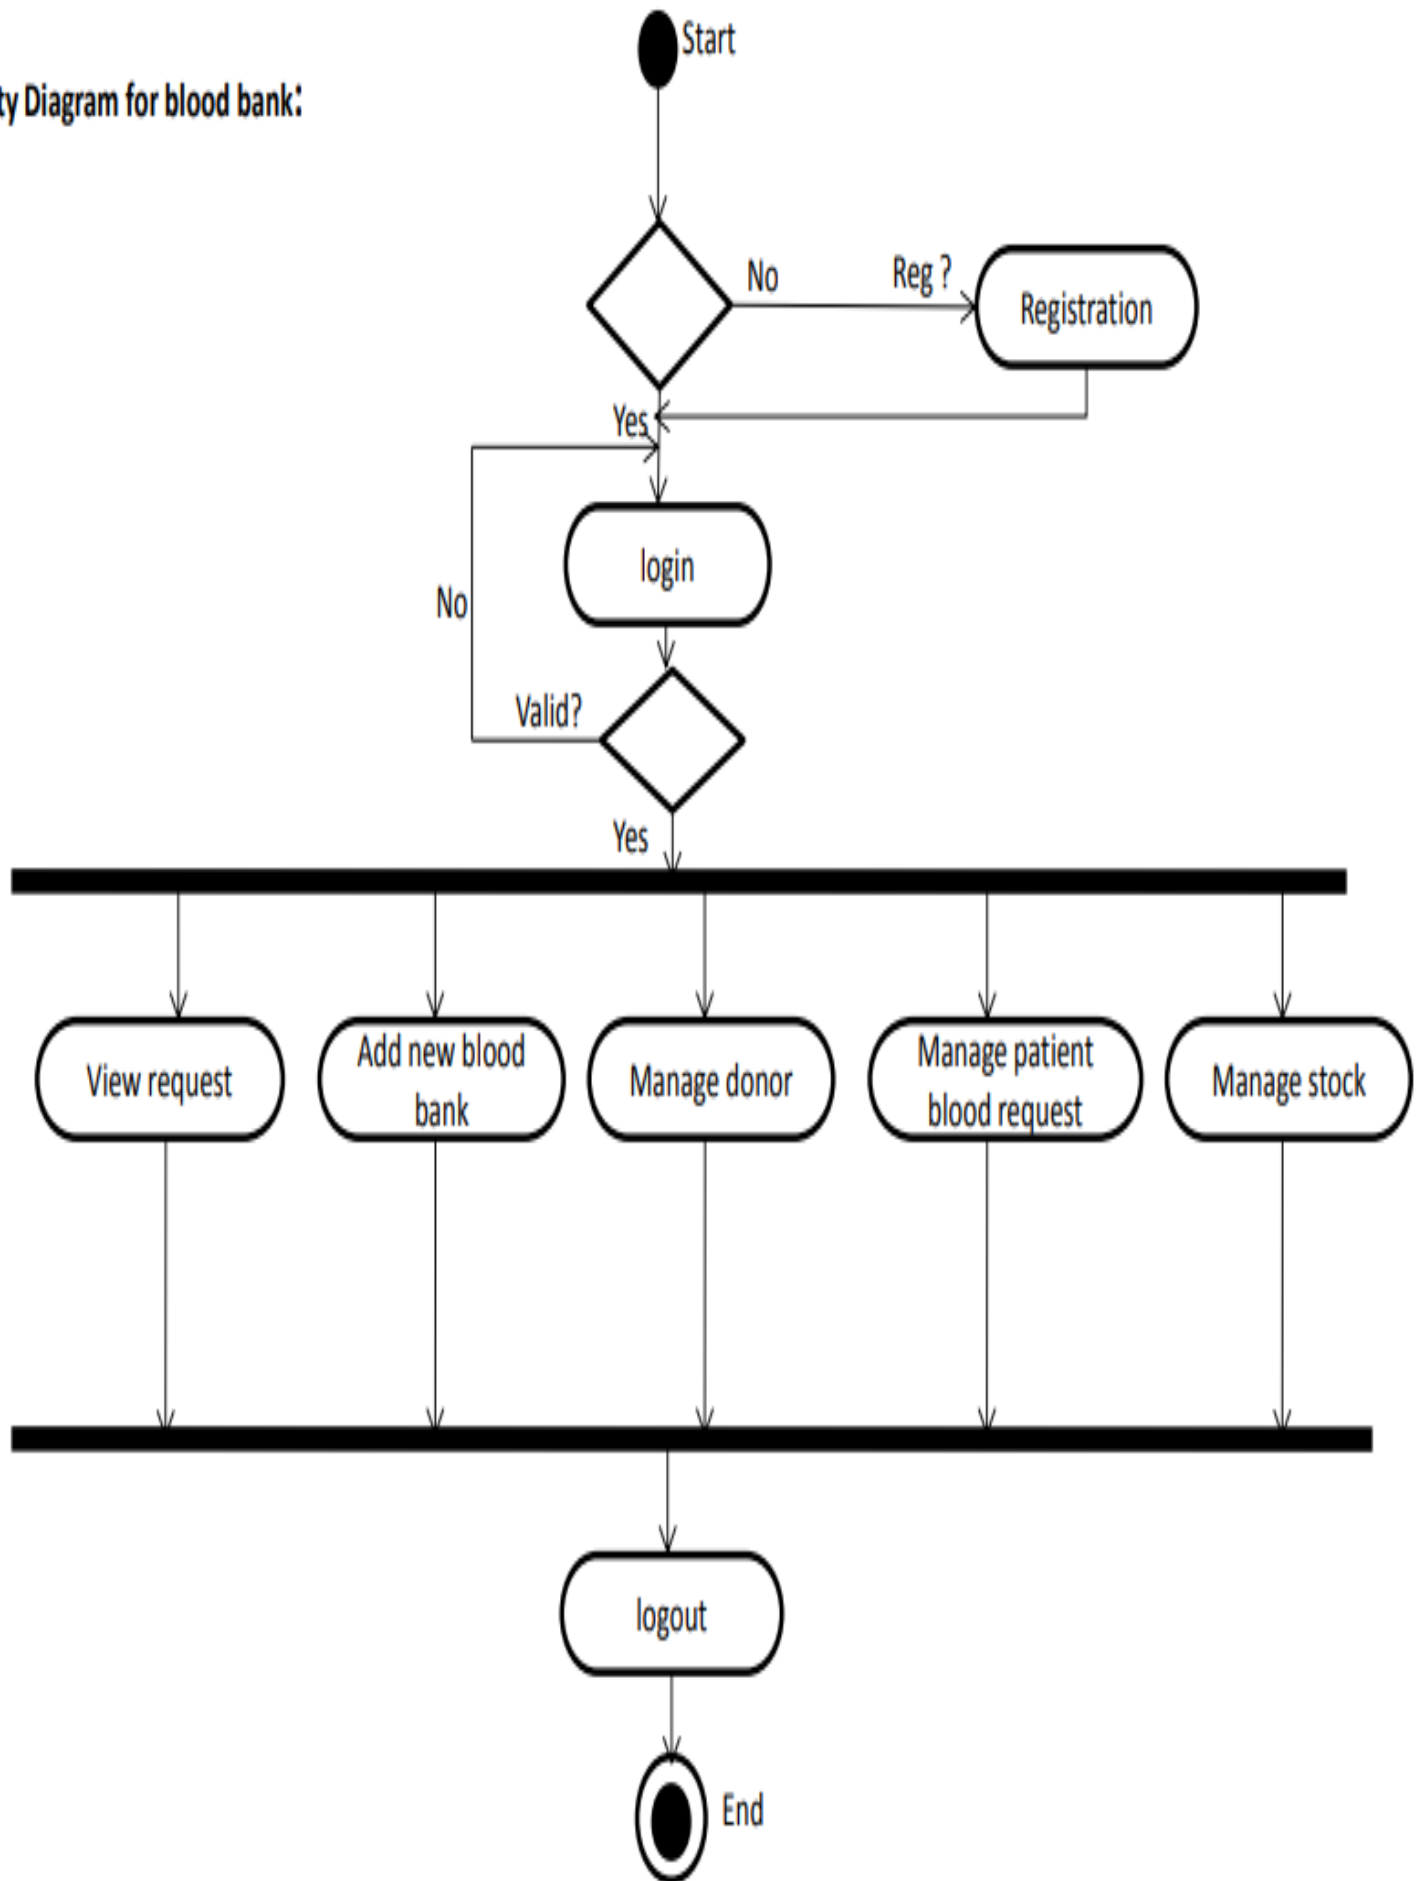 Start
ty Diagram for blood bank:
No
Reg ?
Registration
Yes
login
No
Valid?
Yes
View request
Add new blood
bank
Manage donor
Manage patient
blood request
Manage stock
logout
End